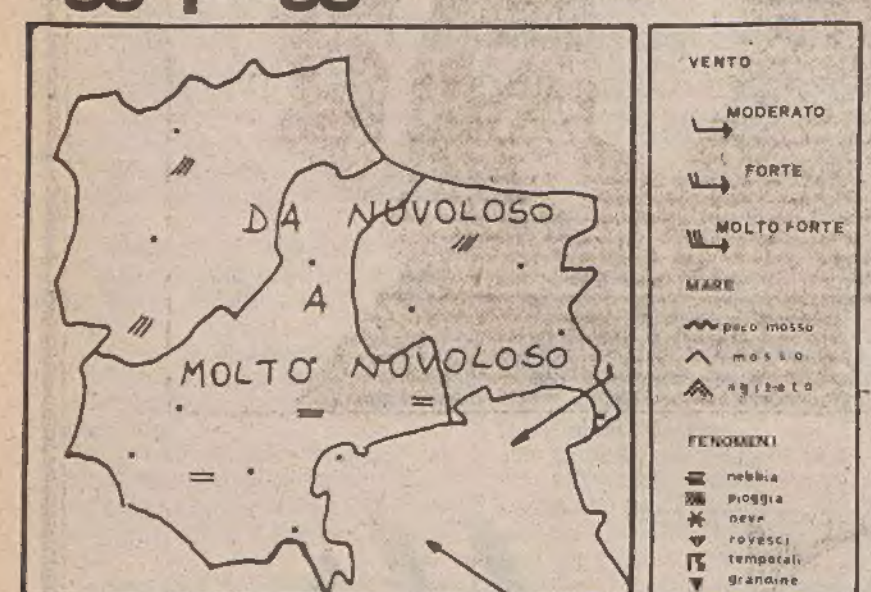 DA NUVOLOSO
A
MOLTO NOVOLOSO
VENTO
MODERATO
FORTE
MOLTO FORTE
MARE
poco mosso
mosso
agitato
FENOMENI
nebbia
pioggia
neve
rovesci
temporali
grandine